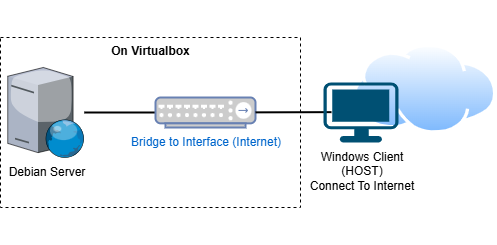 On Virtualbox
Bridge to Interface (Internet)
Debian Server
Windows Client
(HOST)
Connect To Internet